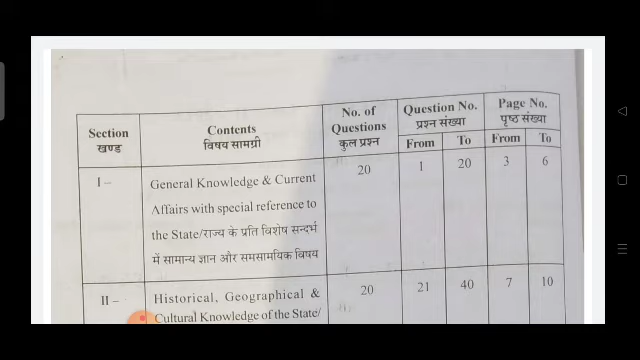 Section
खण्ड
Contents
विषय सामग्री
No. of
Questions
कुल प्रश्न
Question No.
प्रश्न संख्या
From To
Page No.
पृष्ठ संख्या
From To
I –
General Knowledge & Current
Affairs with special reference to
the State/राज्य के प्रति विशेष सन्दर्भ
में सामान्य ज्ञान और समसामयिक विषय
20 1 20 3 6
II –
Historical, Geographical &
Cultural Knowledge of the State/
20 21 40 7 10